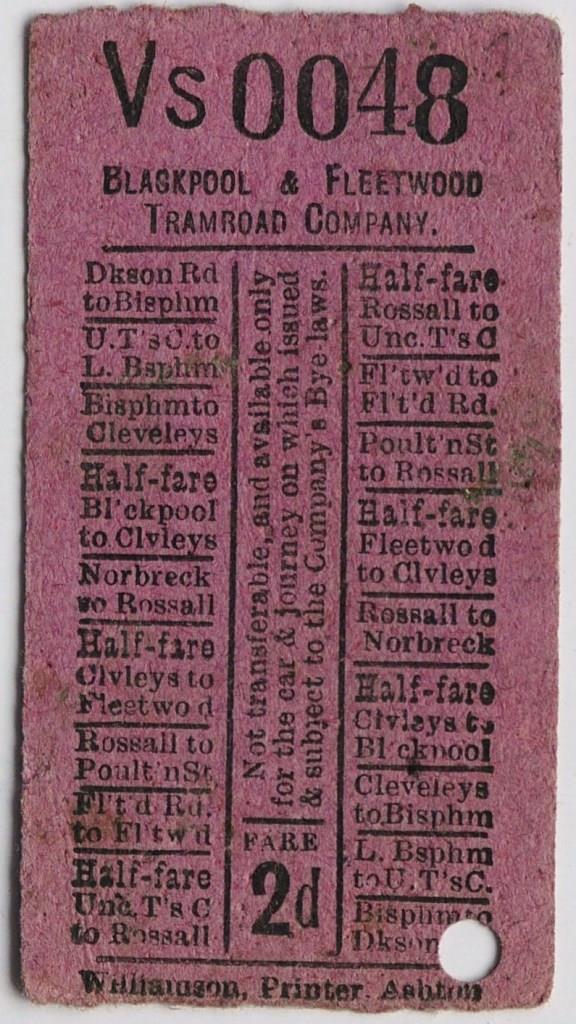 Vs 0048
BLACKPOOL & FLEETWOOD
TRAMROAD COMPANY.
Dkson Rd
to Bisphm
U.T's C. to
L. Bsphm
Bisphm to
Cleveleys
Half-fare
Bl'ckpool
to Clvleys
Norbreck
to Rossall
Half-fare
Clvleys to
Fleetwo d
Rossall to
Poult'n St
Fl't'd Rd.
to Fl'tw'd
Half-fare
Unc. T's C
to Rossall
Not transferable, and available only
for the car & journey on which issued
& subject to the Company's Bye-laws.
FARE
2d
Half-fare
Rossall to
Unc. T's C
Fl'tw'd to
Fl't'd Rd.
Poult'n St
to Rossall
Half-fare
Fleetwo d
to Clvleys
Rossall to
Norbreck
Half-fare
Clvleys to
Bl'ckpool
Cleveleys
to Bisphm
L. Bsphm
to U.T's C.
Bisphm to
Dkson
Williamson, Printer. Ashton